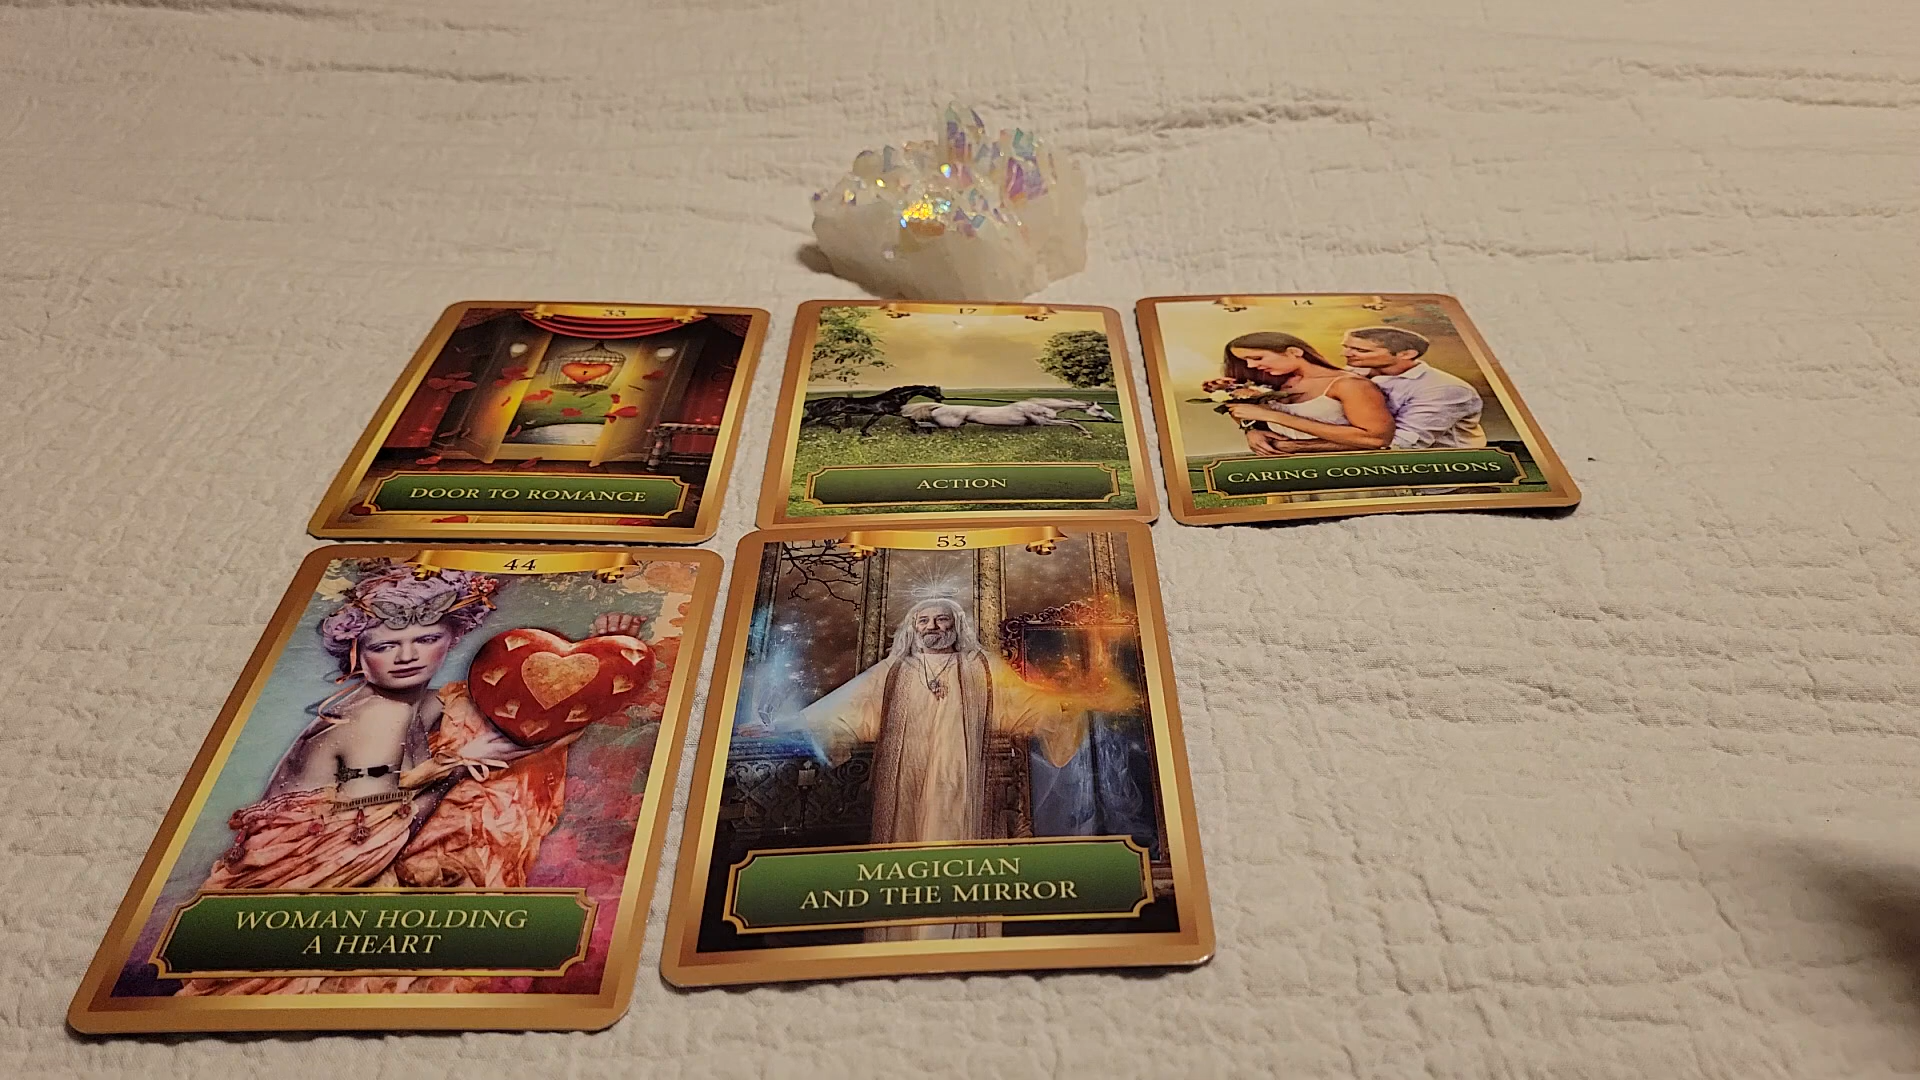 33
DOOR TO ROMANCE
17
ACTION
14
CARING CONNECTIONS
44
WOMAN HOLDING
A HEART
53
MAGICIAN
AND THE MIRROR